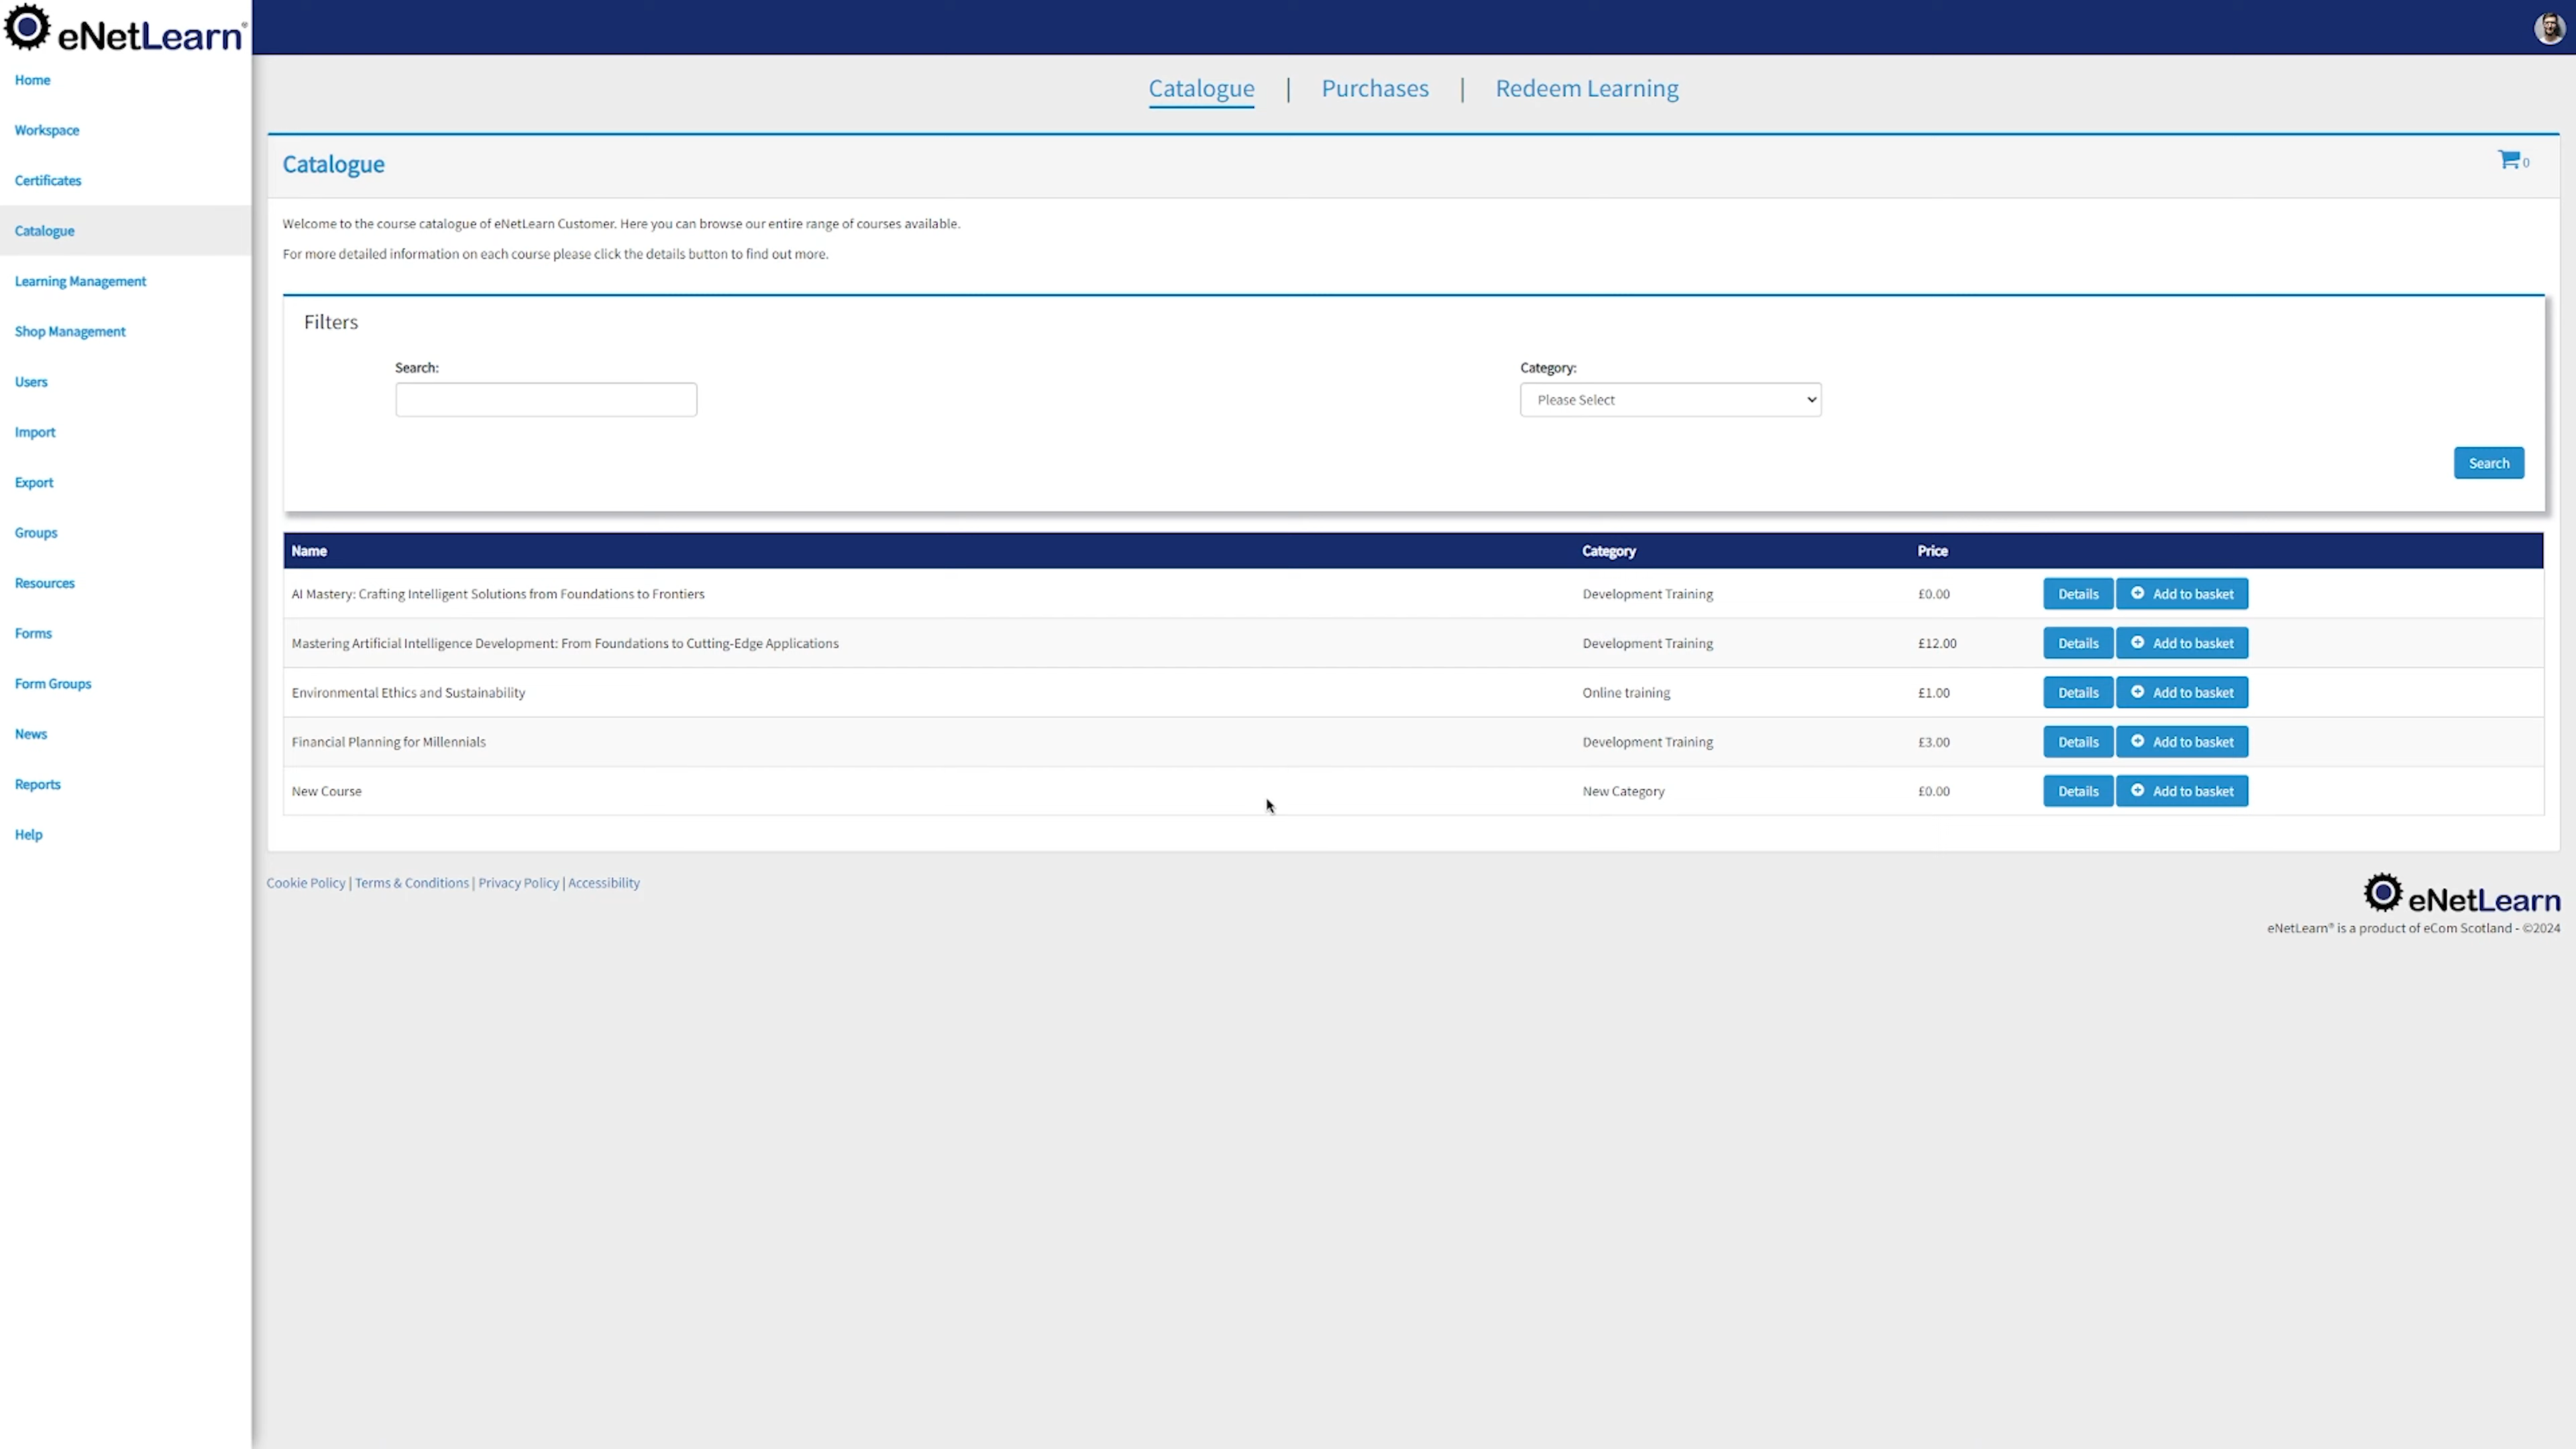 eNetLearn®
Home
Workspace
Certificates
Catalogue
Learning Management
Shop Management
Users
Import
Export
Groups
Resources
Forms
Form Groups
News
Reports
Help
Catalogue | Purchases | Redeem Learning
Catalogue
0
Welcome to the course catalogue of eNetLearn Customer. Here you can browse our entire range of courses available.
For more detailed information on each course please click the details button to find out more.
Filters
Search: Category:
Please Select
Search
Name Category Price
AI Mastery: Crafting Intelligent Solutions from Foundations to Frontiers Development Training £0.00 Details Add to basket
Mastering Artificial Intelligence Development: From Foundations to Cutting-Edge Applications Development Training £12.00 Details Add to basket
Environmental Ethics and Sustainability Online training £1.00 Details Add to basket
Financial Planning for Millennials Development Training £3.00 Details Add to basket
New Course New Category £0.00 Details Add to basket
Cookie Policy | Terms & Conditions | Privacy Policy | Accessibility
eNetLearn
eNetLearn® is a product of eCom Scotland - ©2024